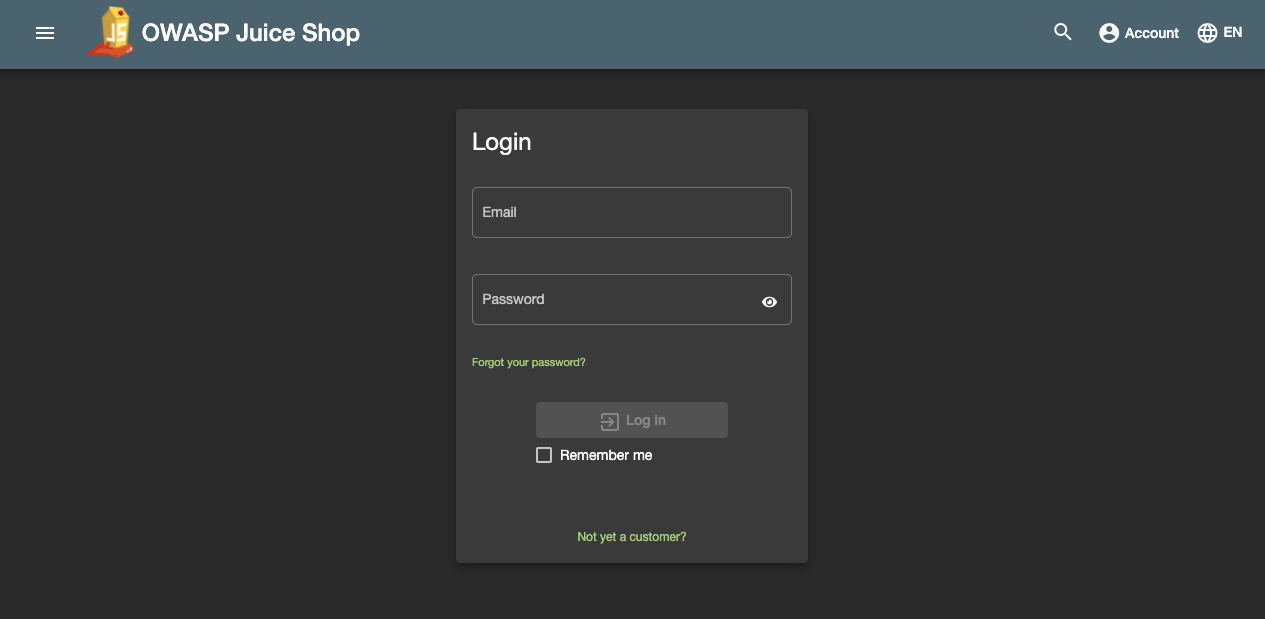 JS
OWASP Juice Shop
Account
EN
Login
Email
Password
Forgot your password?
Log in
Remember me
Not yet a customer?